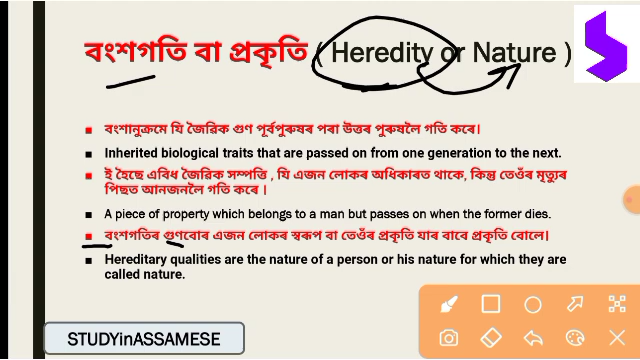 বংশগতি বা প্ৰকৃতি ( Heredity or Nature )
বংশানুক্ৰমে যি জৈৱিক গুণ পূৰ্বপুৰুষৰ পৰা উত্তৰ পুৰুষলৈ গতি কৰে।
Inherited biological traits that are passed on from one generation to the next.
ই হৈছে এবিধ জৈৱিক সম্পত্তি , যি এজন লোকৰ অধিকাৰত থাকে, কিন্তু তেওঁৰ মৃত্যুৰ
পিছত আনজনলৈ গতি কৰে ।
A piece of property which belongs to a man but passes on when the former dies.
বংশগতিৰ গুণবোৰ এজন লোকৰ স্বৰূপ বা তেওঁৰ প্ৰকৃতি যাৰ বাবে প্ৰকৃতি বোলে।
Hereditary qualities are the nature of a person or his nature for which they are
called nature.
STUDYinASSAMESE